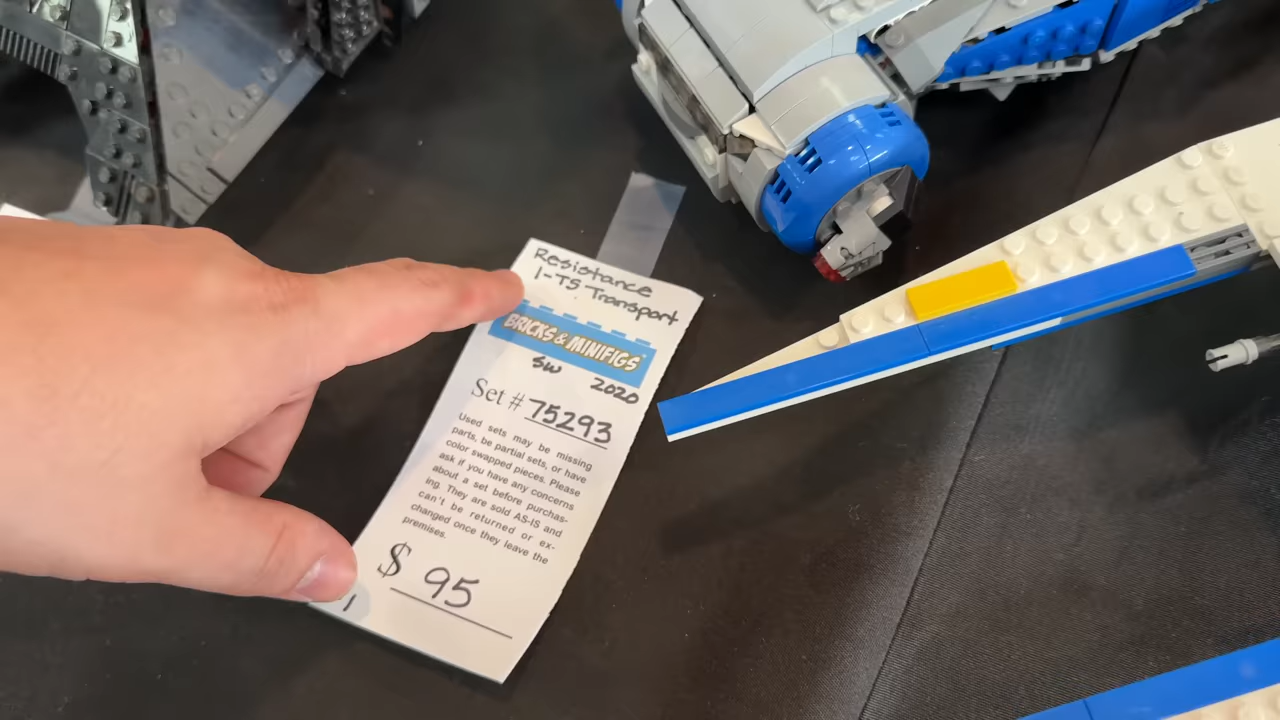 Resistance
I-TS Transport
BRICKS & MINIFIGS
SW 2020
Set # 75293
Used sets may be missing
parts, be partial sets, or have
color swapped pieces. Please
ask if you have any concerns
about a set before purchas-
ing. They are sold AS-IS and
can't be returned or ex-
changed once they leave the
premises.
$ 95
1